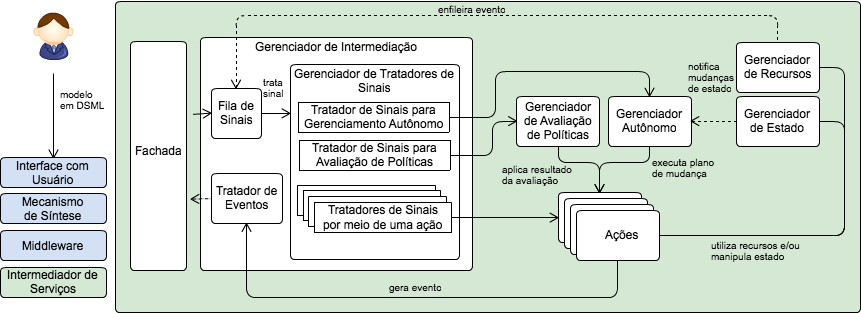 modelo
em DSML
Interface com
Usuário
Mecanismo
de Síntese
Middleware
Intermediador de
Serviços
enfileira evento
Fachada
Gerenciador de Intermediação
Fila de
Sinais
trata
sinal
Tratador de
Eventos
Gerenciador de Tratadores de
Sinais
Tratador de Sinais para
Gerenciamento Autônomo
Tratador de Sinais para
Avaliação de Políticas
Tratadores de Sinais
por meio de uma ação
Gerenciador
de Avaliação
de Políticas
Gerenciador
Autônomo
notifica
mudanças
de estado
Gerenciador
de Recursos
Gerenciador
de Estado
aplica resultado
da avaliação
executa plano
de mudança
Ações
utiliza recursos e/ou
manipula estado
gera evento